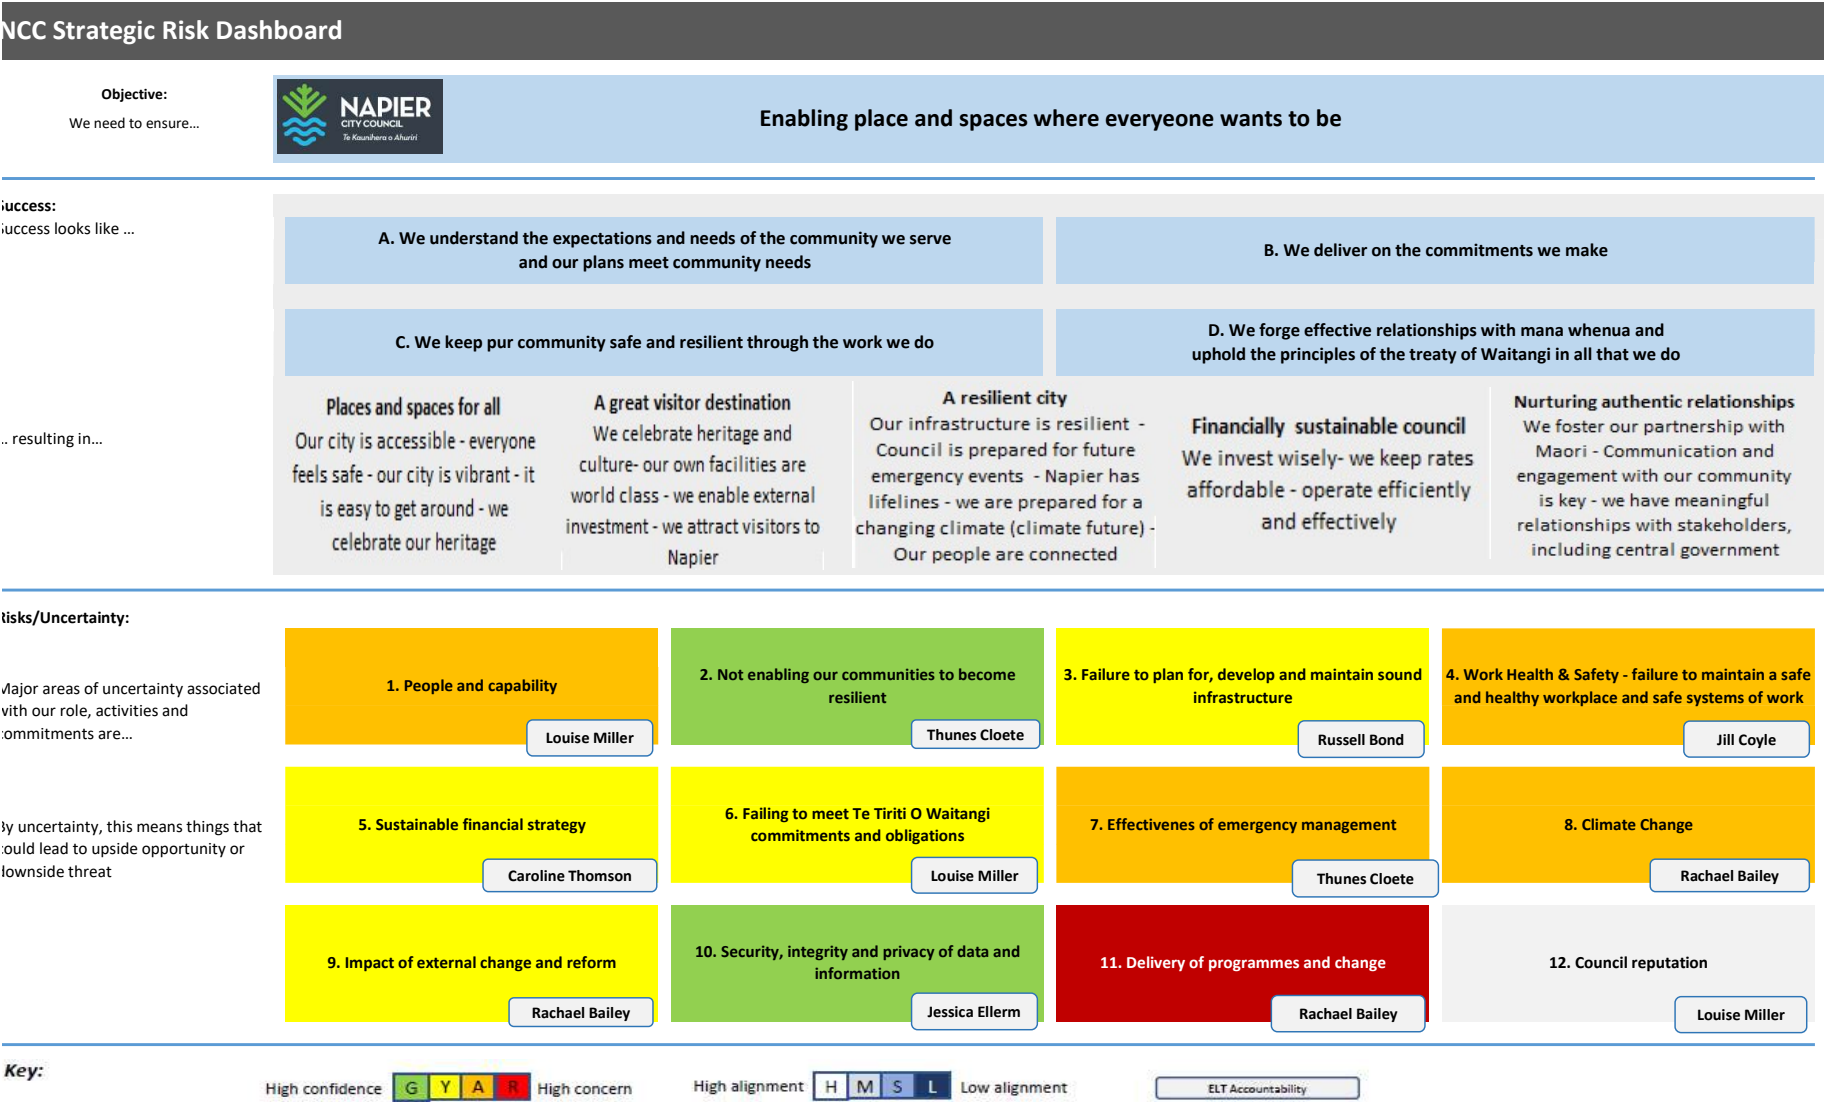 NCC Strategic Risk Dashboard
Objective:
We need to ensure...
NAPIER
CITY COUNCIL
Te Kaunihera o Ahuriri
Enabling place and spaces where everyeone wants to be
Success:
Success looks like ...
A. We understand the expectations and needs of the community we serve
and our plans meet community needs
B. We deliver on the commitments we make
C. We keep pur community safe and resilient through the work we do
D. We forge effective relationships with mana whenua and
uphold the principles of the treaty of Waitangi in all that we do
... resulting in...
Places and spaces for all
Our city is accessible - everyone
feels safe - our city is vibrant - it
is easy to get around - we
celebrate our heritage
A great visitor destination
We celebrate heritage and
culture- our own facilities are
world class - we enable external
investment - we attract visitors to
Napier
A resilient city
Our infrastructure is resilient -
Council is prepared for future
emergency events - Napier has
lifelines - we are prepared for a
changing climate (climate future) -
Our people are connected
Financially sustainable council
We invest wisely- we keep rates
affordable - operate efficiently
and effectively
Nurturing authentic relationships
We foster our partnership with
Maori - Communication and
engagement with our community
is key - we have meaningful
relationships with stakeholders,
including central government
Risks/Uncertainty:
Major areas of uncertainty associated
with our role, activities and
commitments are...
By uncertainty, this means things that
could lead to upside opportunity or
downside threat
1. People and capability
Louise Miller
2. Not enabling our communities to become
resilient
Thunes Cloete
3. Failure to plan for, develop and maintain sound
infrastructure
Russell Bond
4. Work Health & Safety - failure to maintain a safe
and healthy workplace and safe systems of work
Jill Coyle
5. Sustainable financial strategy
Caroline Thomson
6. Failing to meet Te Tiriti O Waitangi
commitments and obligations
Louise Miller
7. Effectivenes of emergency management
Thunes Cloete
8. Climate Change
Rachael Bailey
9. Impact of external change and reform
Rachael Bailey
10. Security, integrity and privacy of data and
information
Jessica Ellerm
11. Delivery of programmes and change
Rachael Bailey
12. Council reputation
Louise Miller
Key:
High confidence G Y A R High concern
High alignment H M S L Low alignment
ELT Accountability